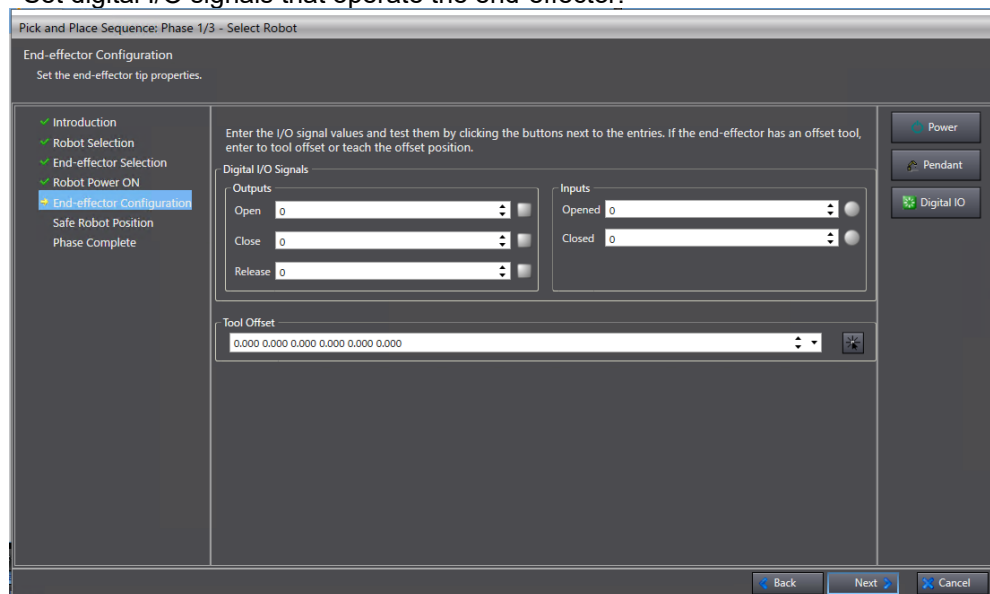 Set digital I/O signals that operate the end-effector.
Pick and Place Sequence: Phase 1/3 - Select Robot
End-effector Configuration
Set the end-effector tip properties.
Introduction
Robot Selection
End-effector Selection
Robot Power ON
End-effector Configuration
Safe Robot Position
Phase Complete
Enter the I/O signal values and test them by clicking the buttons next to the entries. If the end-effector has an offset tool,
enter to tool offset or teach the offset position.
Digital I/O Signals
Outputs
Open 0
Close 0
Release 0
Inputs
Opened 0
Closed 0
Tool Offset
0.000 0.000 0.000 0.000 0.000 0.000
Power
Pendant
Digital IO
Back Next Cancel